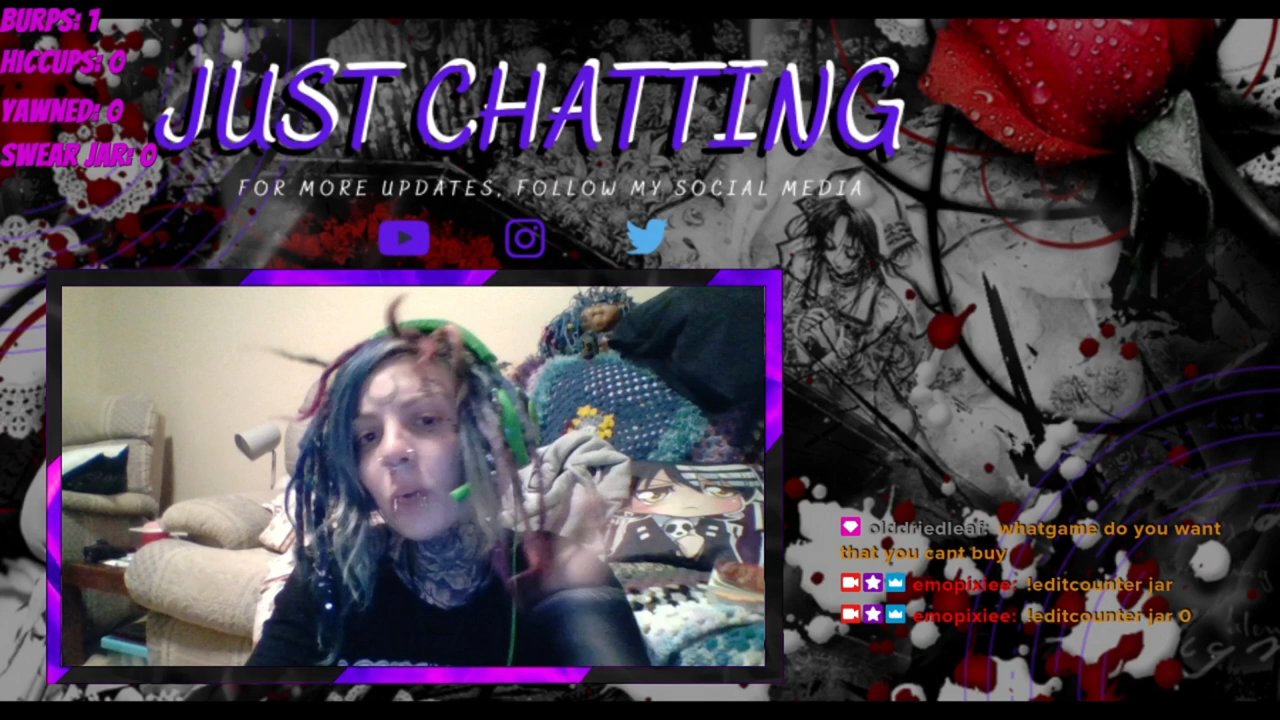 BURPS: 1
HICCUPS: 0
YAWNED: 0
SWEAR JAR: 0
JUST CHATTING
FOR MORE UPDATES, FOLLOW MY SOCIAL MEDIA
olddriedleaf: whatgame do you want
that you cant buy
emopixiee: !editcounter jar
emopixiee: !editcounter jar 0